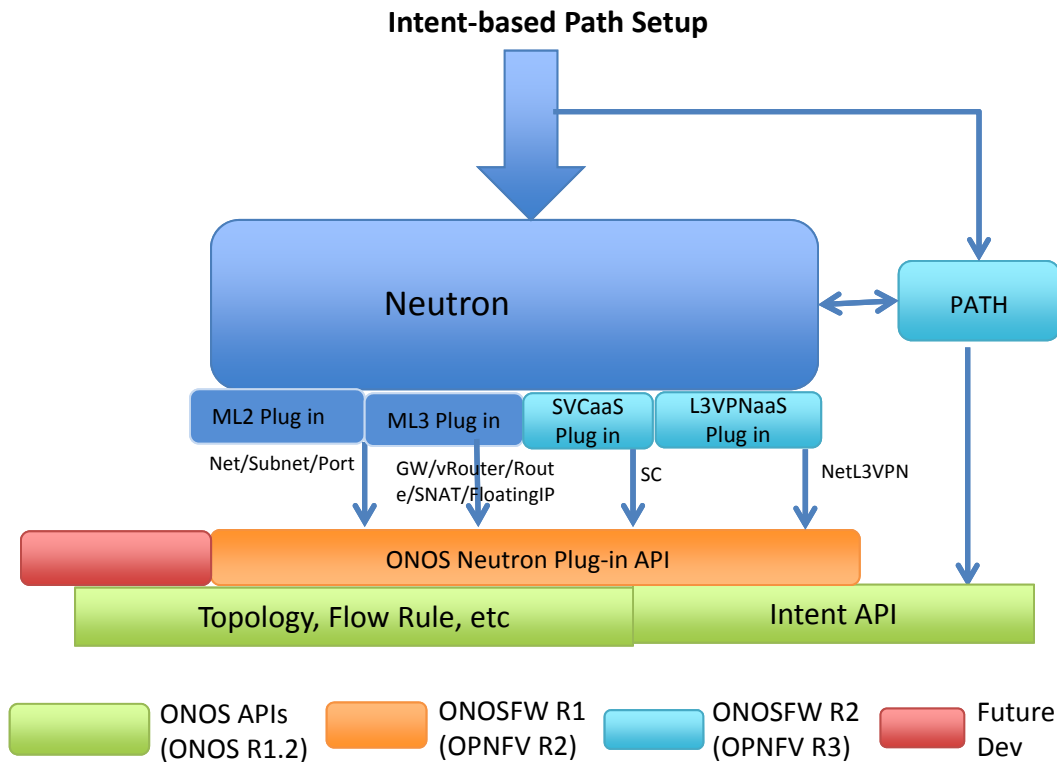 Intent-based Path Setup
Neutron
PATH
ML2 Plug in
ML3 Plug in
SVCaaS
Plug in
L3VPNaaS
Plug in
Net/Subnet/Port
GW/vRouter/Rout
e/SNAT/FloatingIP
SC
NetL3VPN
ONOS Neutron Plug-in API
Topology, Flow Rule, etc
Intent API
ONOS APIs
(ONOS R1.2)
ONOSFW R1
(OPNFV R2)
ONOSFW R2
(OPNFV R3)
Future
Dev